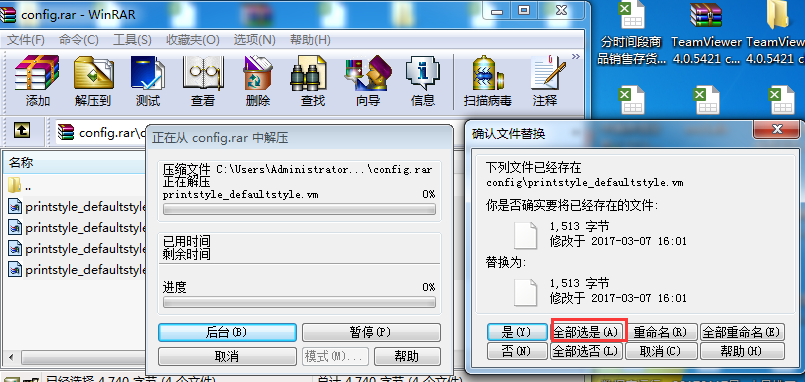 config.rar - WinRAR
文件(F) 命令(C) 工具(S) 收藏夹(O) 选项(N) 帮助(H)
添加 解压到 测试 查看 删除 查找 向导 信息 扫描病毒 注释
config.rar\c
名称
..
printstyle_defaultstyle
printstyle_defaultstyle
printstyle_defaultstyle
printstyle_defaultstyle
正在从 config.rar 中解压
压缩文件 C:\Users\Administrator...\config.rar
正在解压
printstyle_defaultstyle.vm 0%
已用时间
剩余时间
进度 0%
后台(B) 暂停(P)
取消 模式(M)... 帮助
确认文件替换
下列文件已经存在
config\printstyle_defaultstyle.vm
你是否确实要将已经存在的文件:
1,513 字节
修改于 2017-03-07 16:01
替换为:
1,513 字节
修改于 2017-03-07 16:01
是(Y) 全部选是(A) 重命名(R) 全部重命名(E)
否(N) 全部选否(L) 取消(C) 帮助(H)
分时间段商
品销售存货...
TeamViewer
4.0.5421 c...
TeamView
4.0.5421 c
已经选择 4,740 字节 (4 个文件) 总计 4,740 字节 (4 个文件)